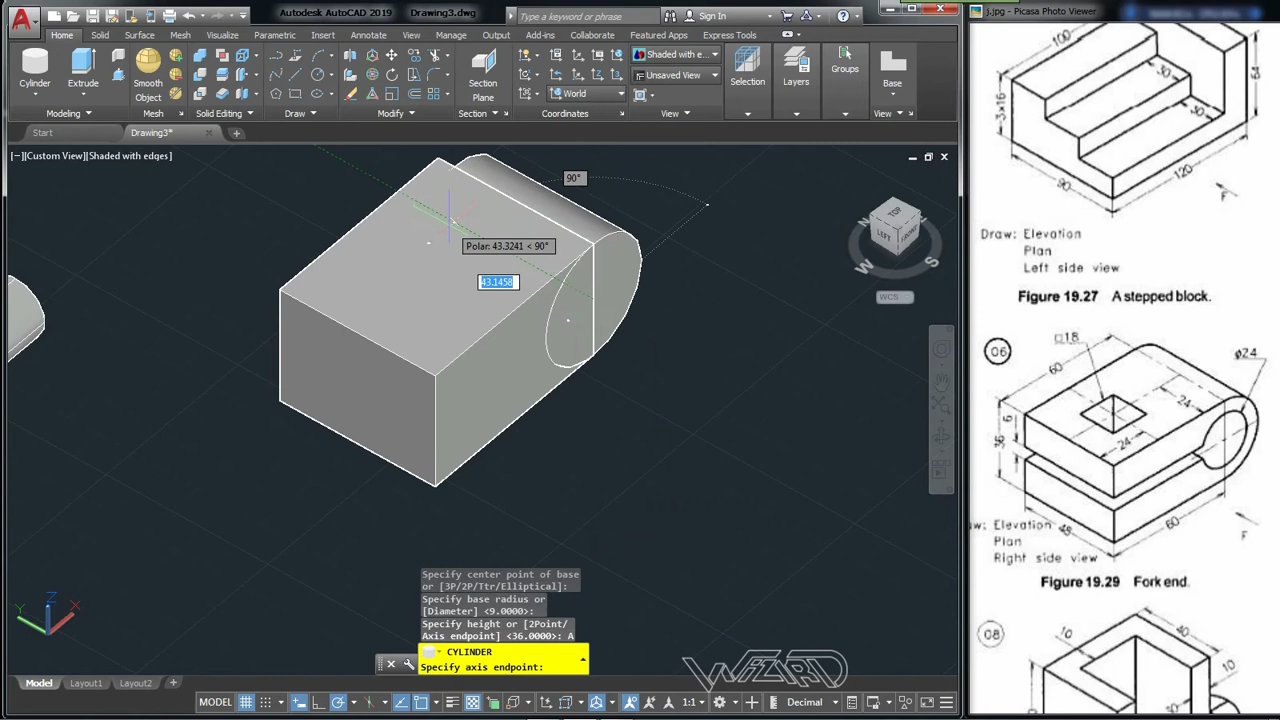 Autodesk AutoCAD 2019 Drawing3.dwg
Type a keyword or phrase
Sign In
j.jpg - Picasa Photo Viewer
Home Solid Surface Mesh Visualize Parametric Insert Annotate View Manage Output Add-ins Collaborate Featured Apps Express Tools
Cylinder
Extrude
Smooth
Object
Section
Plane
World
Shaded with e...
Unsaved View
Selection
Layers
Groups
Base
Modeling Mesh Solid Editing Draw Modify Section Coordinates View View
Start
Drawing3*
[−][Custom View][Shaded with edges]
90°
Polar: 43.3241 < 90°
43.1458
TOP
LEFT
FRONT
N
W
S
WCS
Z
Y
X
Specify center point of base
or [3P/2P/Ttr/Elliptical]:
Specify base radius or
[Diameter] <9.0000>:
Specify height or [2Point/
Axis endpoint] <36.0000>: A
CYLINDER
Specify axis endpoint:
WIZARD
Model Layout1 Layout2
MODEL
1:1
Decimal
100
30
30
3×16
64
90
120
F
Draw: Elevation
Plan
Left side view
Figure 19.27 A stepped block.
06
□18
ø24
60
24
24
6
36
48
60
F
w: Elevation
Plan
Right side view
Figure 19.29 Fork end.
08
10
40
10